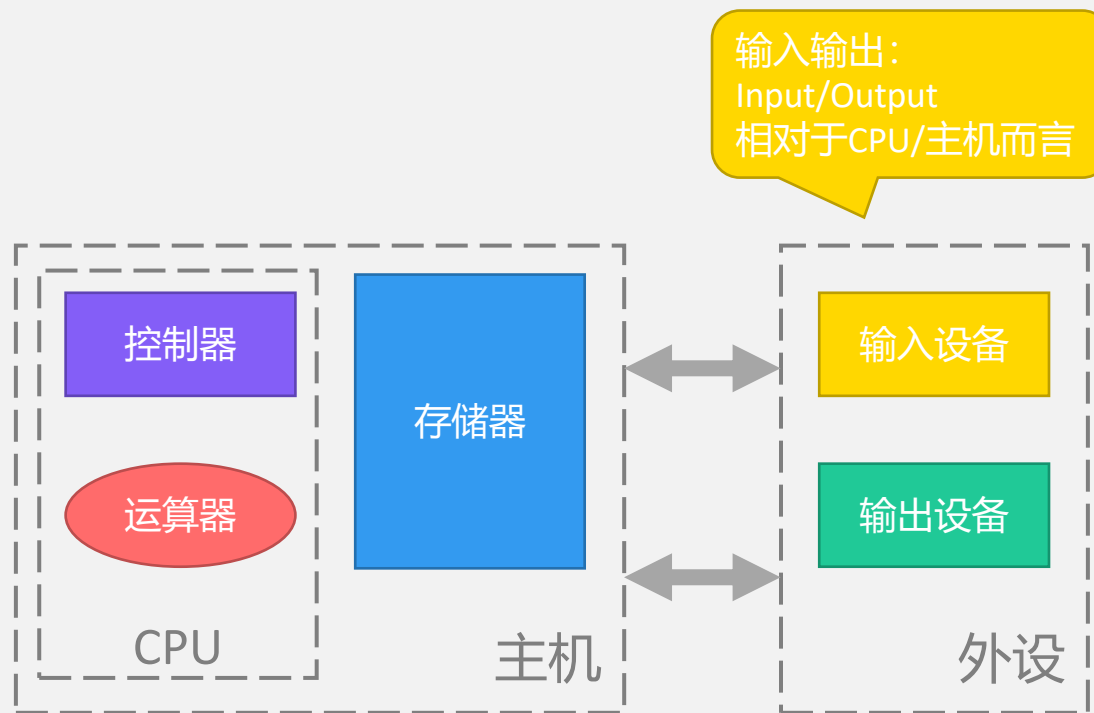 输入输出：
Input/Output
相对于CPU/主机而言
控制器
存储器
运算器
CPU
主机
输入设备
输出设备
外设